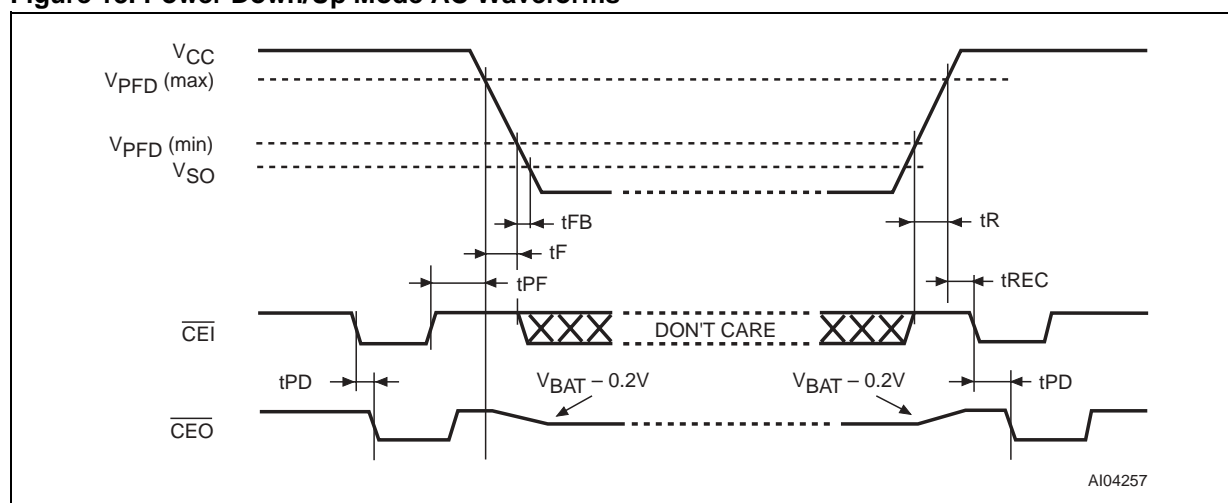 Figure 13. Power Down/Up Mode AC Waveforms
VCC
VPFD (max)
VPFD (min)
VSO
tFB
tF
tPF
tR
tREC
CEI
DON'T CARE
tPD
VBAT – 0.2V
VBAT – 0.2V
tPD
CEO
AI04257